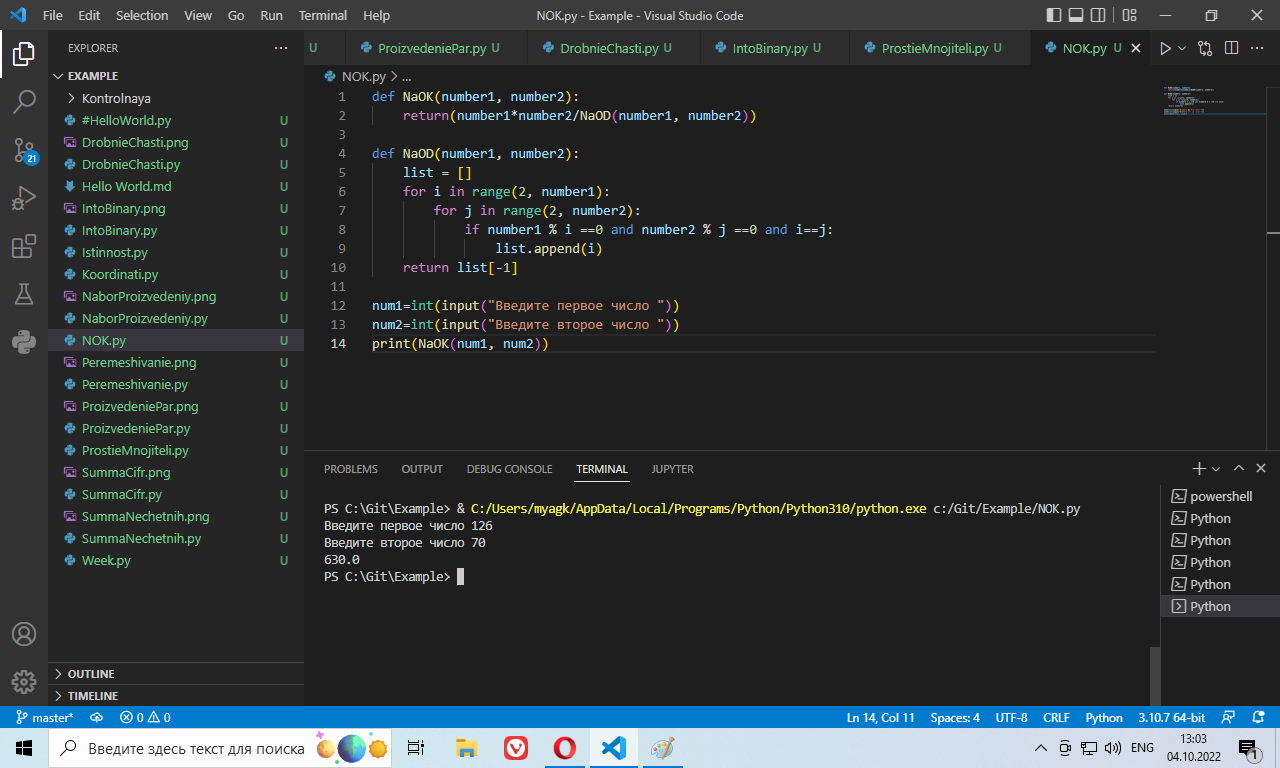 File Edit Selection View Go Run Terminal Help NOK.py - Example - Visual Studio Code
EXPLORER
U ProizvedeniePar.py U DrobnieChasti.py U IntoBinary.py U ProstieMnojiteli.py U NOK.py U
EXAMPLE
Kontrolnaya
#HelloWorld.py U
DrobnieChasti.png U
DrobnieChasti.py U
Hello World.md U
IntoBinary.png U
IntoBinary.py U
Istinnost.py U
Koordinati.py U
NaborProizvedeniy.png U
NaborProizvedeniy.py U
NOK.py U
Peremeshivanie.png U
Peremeshivanie.py U
ProizvedeniePar.png U
ProizvedeniePar.py U
ProstieMnojiteli.py U
SummaCifr.png U
SummaCifr.py U
SummaNechetnih.png U
SummaNechetnih.py U
Week.py U
OUTLINE
TIMELINE
21
NOK.py > ...
1 def NaOK(number1, number2):
2     return(number1*number2/NaOD(number1, number2))
3
4 def NaOD(number1, number2):
5     list = []
6     for i in range(2, number1):
7         for j in range(2, number2):
8             if number1 % i ==0 and number2 % j ==0 and i==j:
9                 list.append(i)
10     return list[-1]
11
12 num1=int(input("Введите первое число "))
13 num2=int(input("Введите второе число "))
14 print(NaOK(num1, num2))
PROBLEMS OUTPUT DEBUG CONSOLE TERMINAL JUPYTER
PS C:\Git\Example> & C:/Users/myagk/AppData/Local/Programs/Python/Python310/python.exe c:/Git/Example/NOK.py
Введите первое число 126
Введите второе число 70
630.0
PS C:\Git\Example>
powershell
Python
Python
Python
Python
Python
master* 0 0 Ln 14, Col 11 Spaces: 4 UTF-8 CRLF Python 3.10.7 64-bit
Введите здесь текст для поиска ENG 13:03
04.10.2022
1